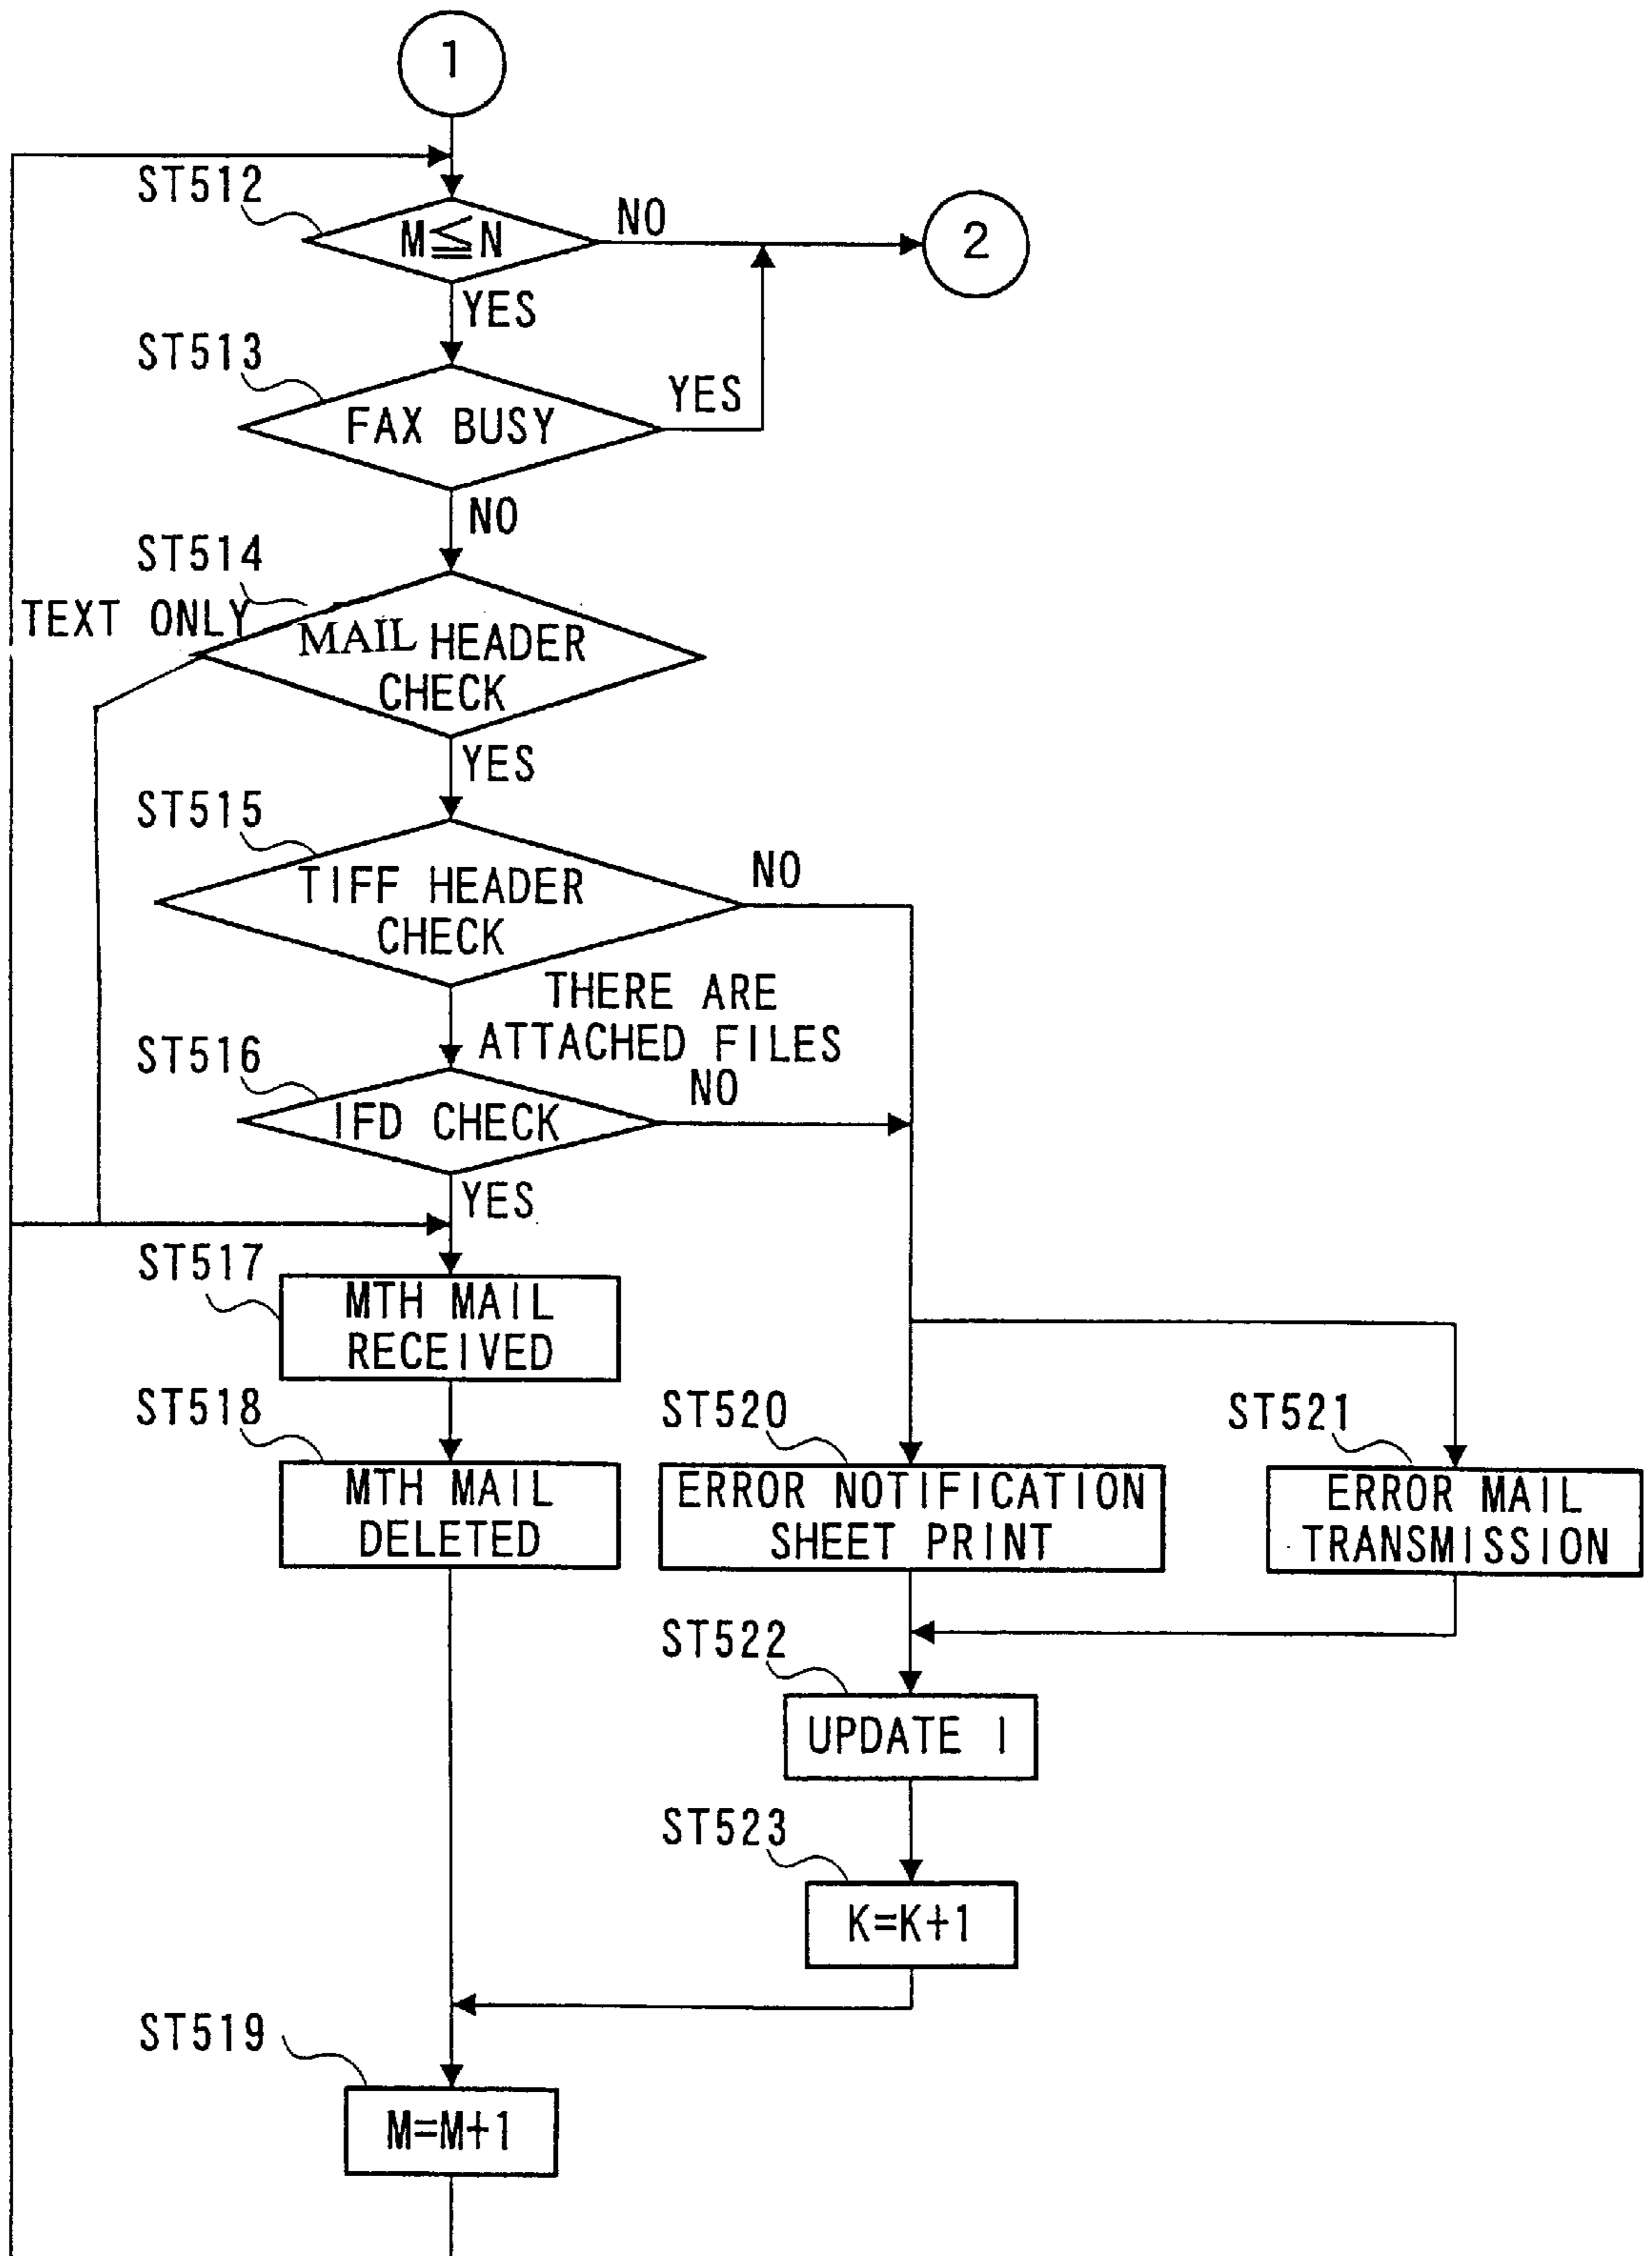 1
ST512
M≦N
NO
2
YES
ST513
FAX BUSY
YES
NO
ST514
TEXT ONLY
MAIL HEADER
CHECK
YES
ST515
TIFF HEADER
CHECK
NO
THERE ARE
ATTACHED FILES
ST516
IFD CHECK
NO
YES
ST517
MTH MAIL
RECEIVED
ST518
MTH MAIL
DELETED
ST520
ERROR NOTIFICATION
SHEET PRINT
ST521
ERROR MAIL
TRANSMISSION
ST522
UPDATE I
ST523
K=K+1
ST519
M=M+1